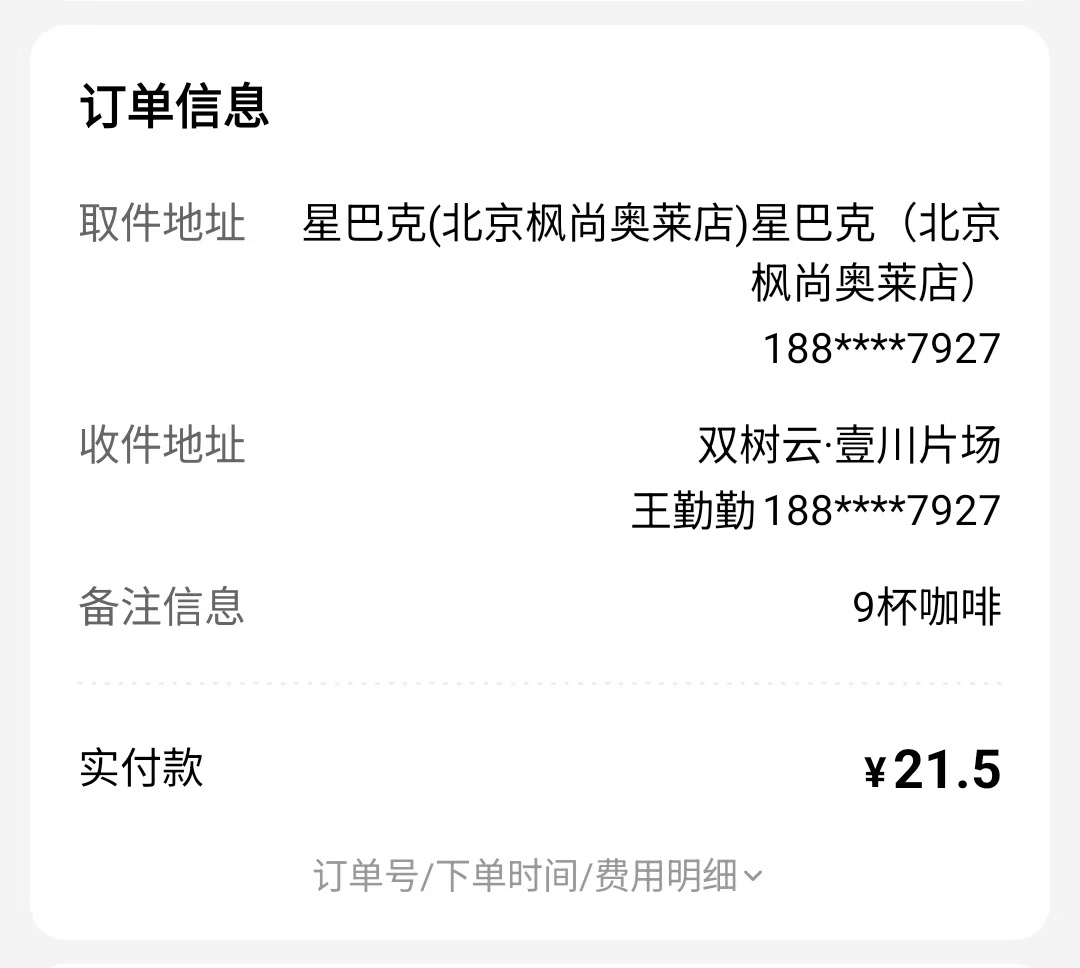 订单信息
取件地址 星巴克(北京枫尚奥莱店)星巴克（北京
枫尚奥莱店）
188****7927
收件地址 双树云·壹川片场
王勤勤 188****7927
备注信息 9杯咖啡
实付款 ¥21.5
订单号/下单时间/费用明细